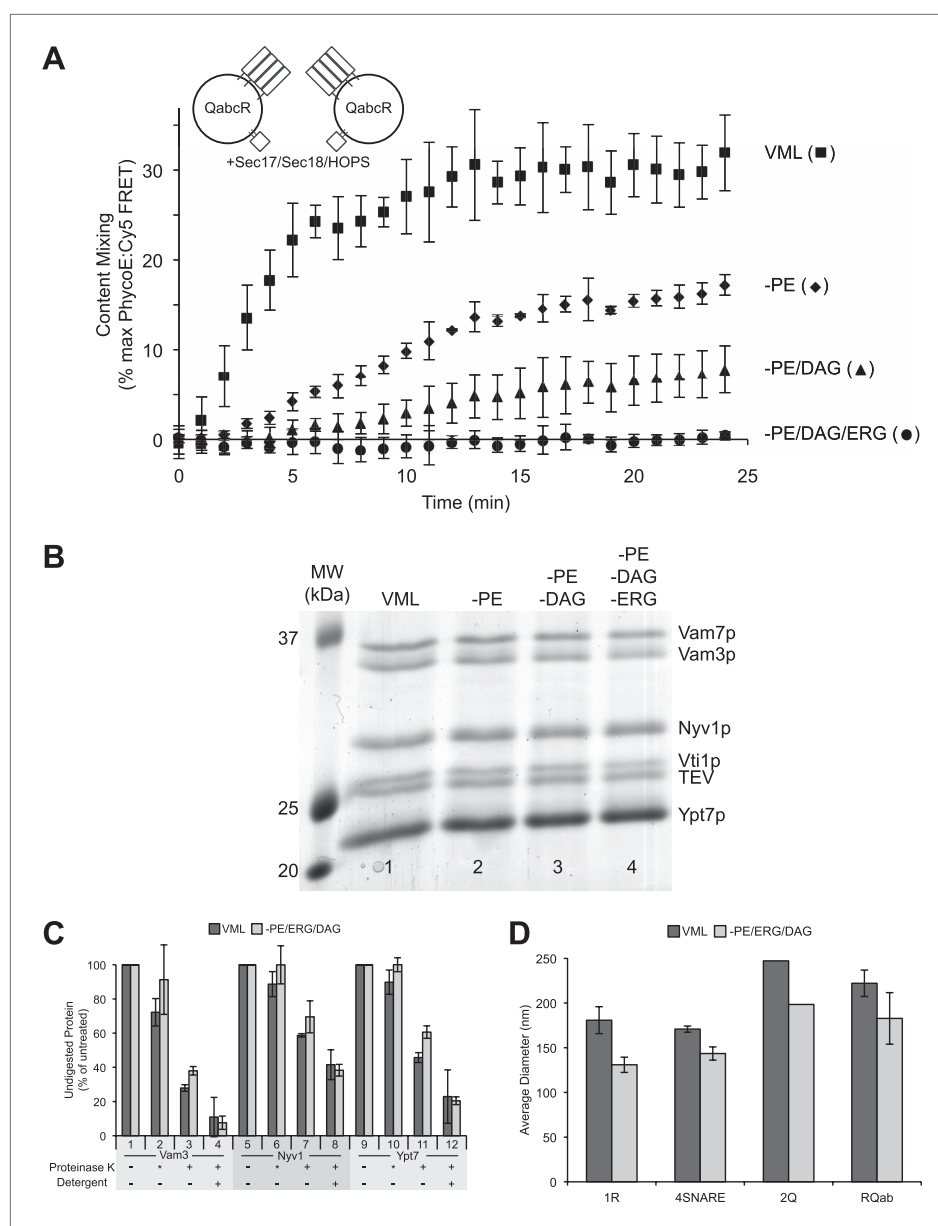 A
QabcR QabcR
+Sec17/Sec18/HOPS
Content Mixing
(% max PhycoE:Cy5 FRET)
30
20
10
0
0 5 10 15 20 25
Time (min)
VML (■)
-PE (◆)
-PE/DAG (▲)
-PE/DAG/ERG (●)
B
MW
(kDa)
VML
-PE
-PE
-DAG
-PE
-DAG
-ERG
37
25
20
Vam7p
Vam3p
Nyv1p
Vti1p
TEV
Ypt7p
1 2 3 4
C
VML -PE/ERG/DAG
Undigested Protein
(% of untreated)
100
80
60
40
20
0
1 2 3 4 5 6 7 8 9 10 11 12
Vam3 Nyv1 Ypt7
Proteinase K - * + + - * + + - * + +
Detergent - - - + - - - + - - - +
D
VML -PE/ERG/DAG
Average Diameter (nm)
250
200
150
100
50
0
1R 4SNARE 2Q RQab